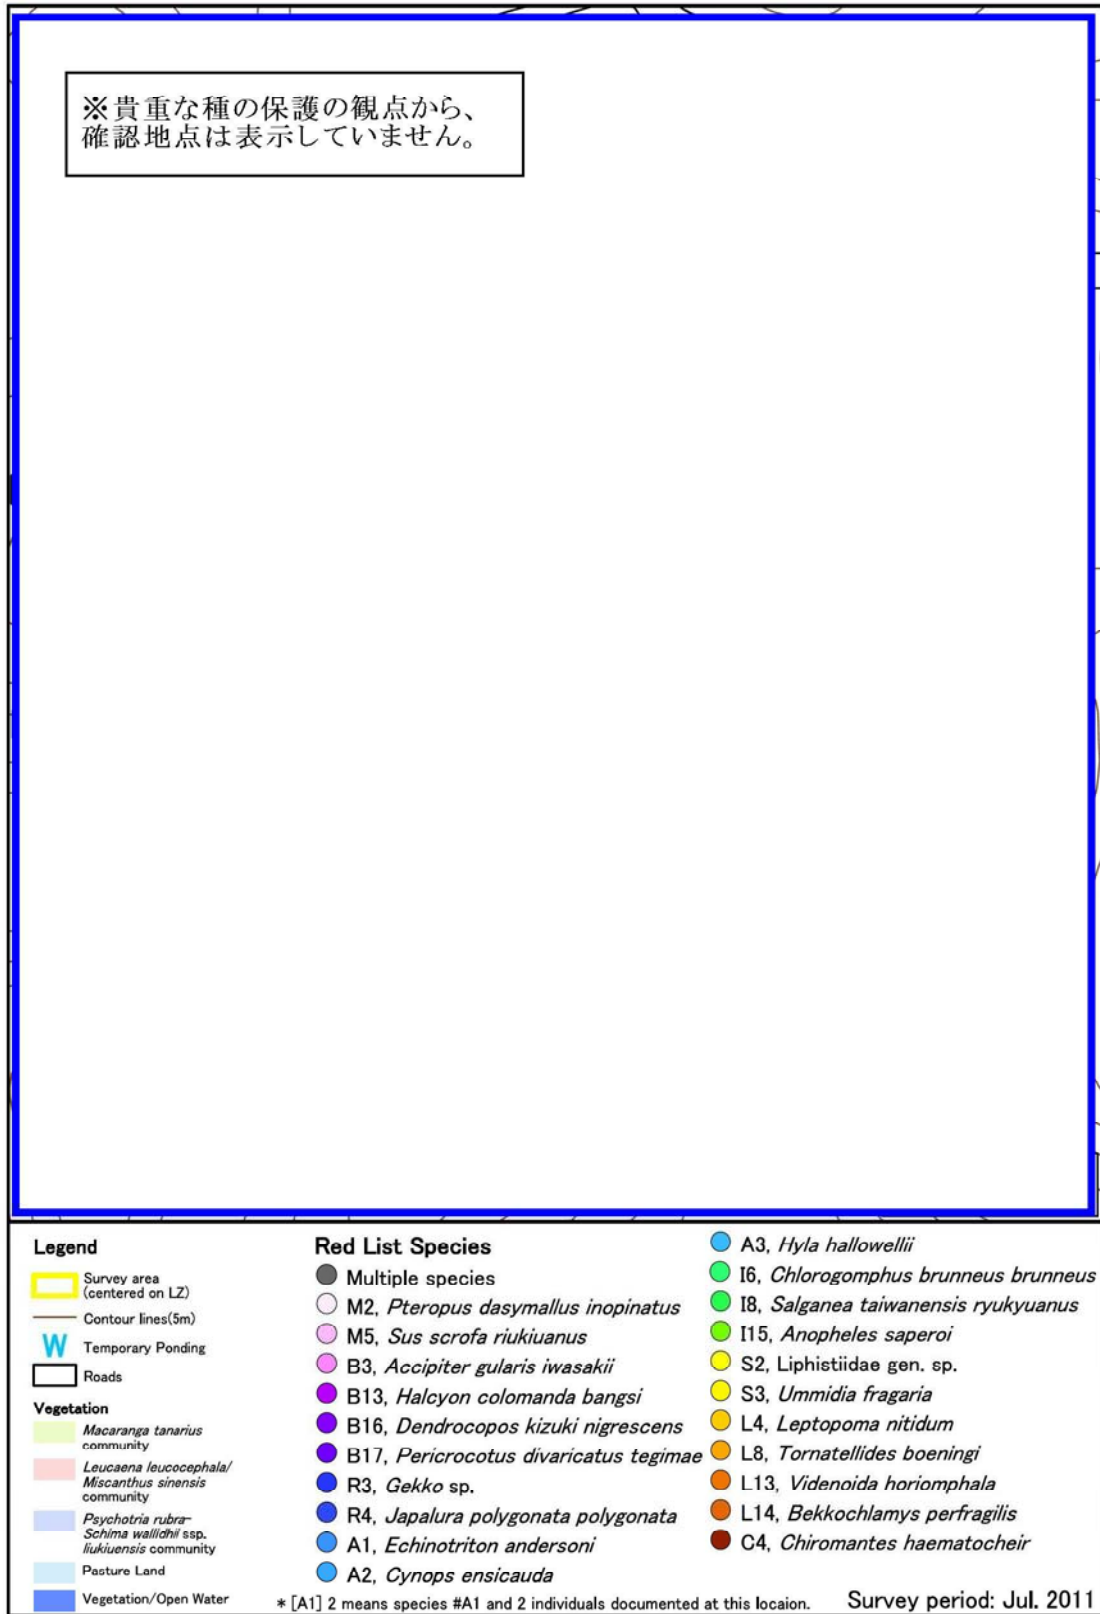 ※貴重な種の保護の観点から、
確認地点は表示していません。
Legend
Survey area
(centered on LZ)
Contour lines(5m)
W Temporary Ponding
Roads
Vegetation
Macaranga tanarius
community
Leucaena leucocephala/
Miscanthus sinensis
community
Psychotria rubra-
Schima wallidhii ssp.
liukiuensis community
Pasture Land
Vegetation/Open Water
Red List Species
Multiple species
M2, Pteropus dasymallus inopinatus
M5, Sus scrofa riukiuanus
B3, Accipiter gularis iwasakii
B13, Halcyon colomanda bangsi
B16, Dendrocopos kizuki nigrescens
B17, Pericrocotus divaricatus tegimae
R3, Gekko sp.
R4, Japalura polygonata polygonata
A1, Echinotriton andersoni
A2, Cynops ensicauda
A3, Hyla hallowellii
I6, Chlorogomphus brunneus brunneus
I8, Salganea taiwanensis ryukyuanus
I15, Anopheles saperoi
S2, Liphistiidae gen. sp.
S3, Ummidia fragaria
L4, Leptopoma nitidum
L8, Tornatellides boeningi
L13, Videnoida horiomphala
L14, Bekkochlamys perfragilis
C4, Chiromantes haematocheir
* [A1] 2 means species #A1 and 2 individuals documented at this locaion.
Survey period: Jul. 2011